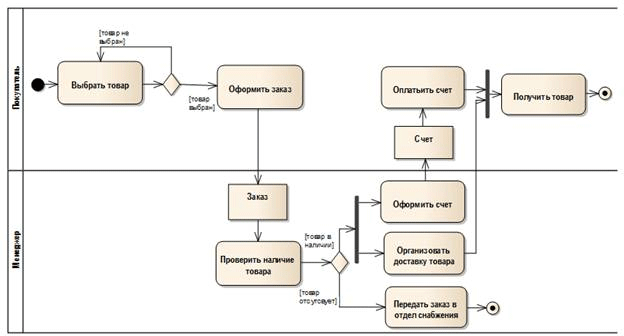 Покупатель
[товар не
выбран]
Выбрать товар
[товар
выбран]
Оформить заказ
Оплатьить счет
Получить товар
Счет
Менеджер
Заказ
Проверить наличие
товара
[товар в
наличии]
[товар
отсутсвует]
Оформить счет
Организовать
доставку товара
Передать заказ в
отдел снабжения